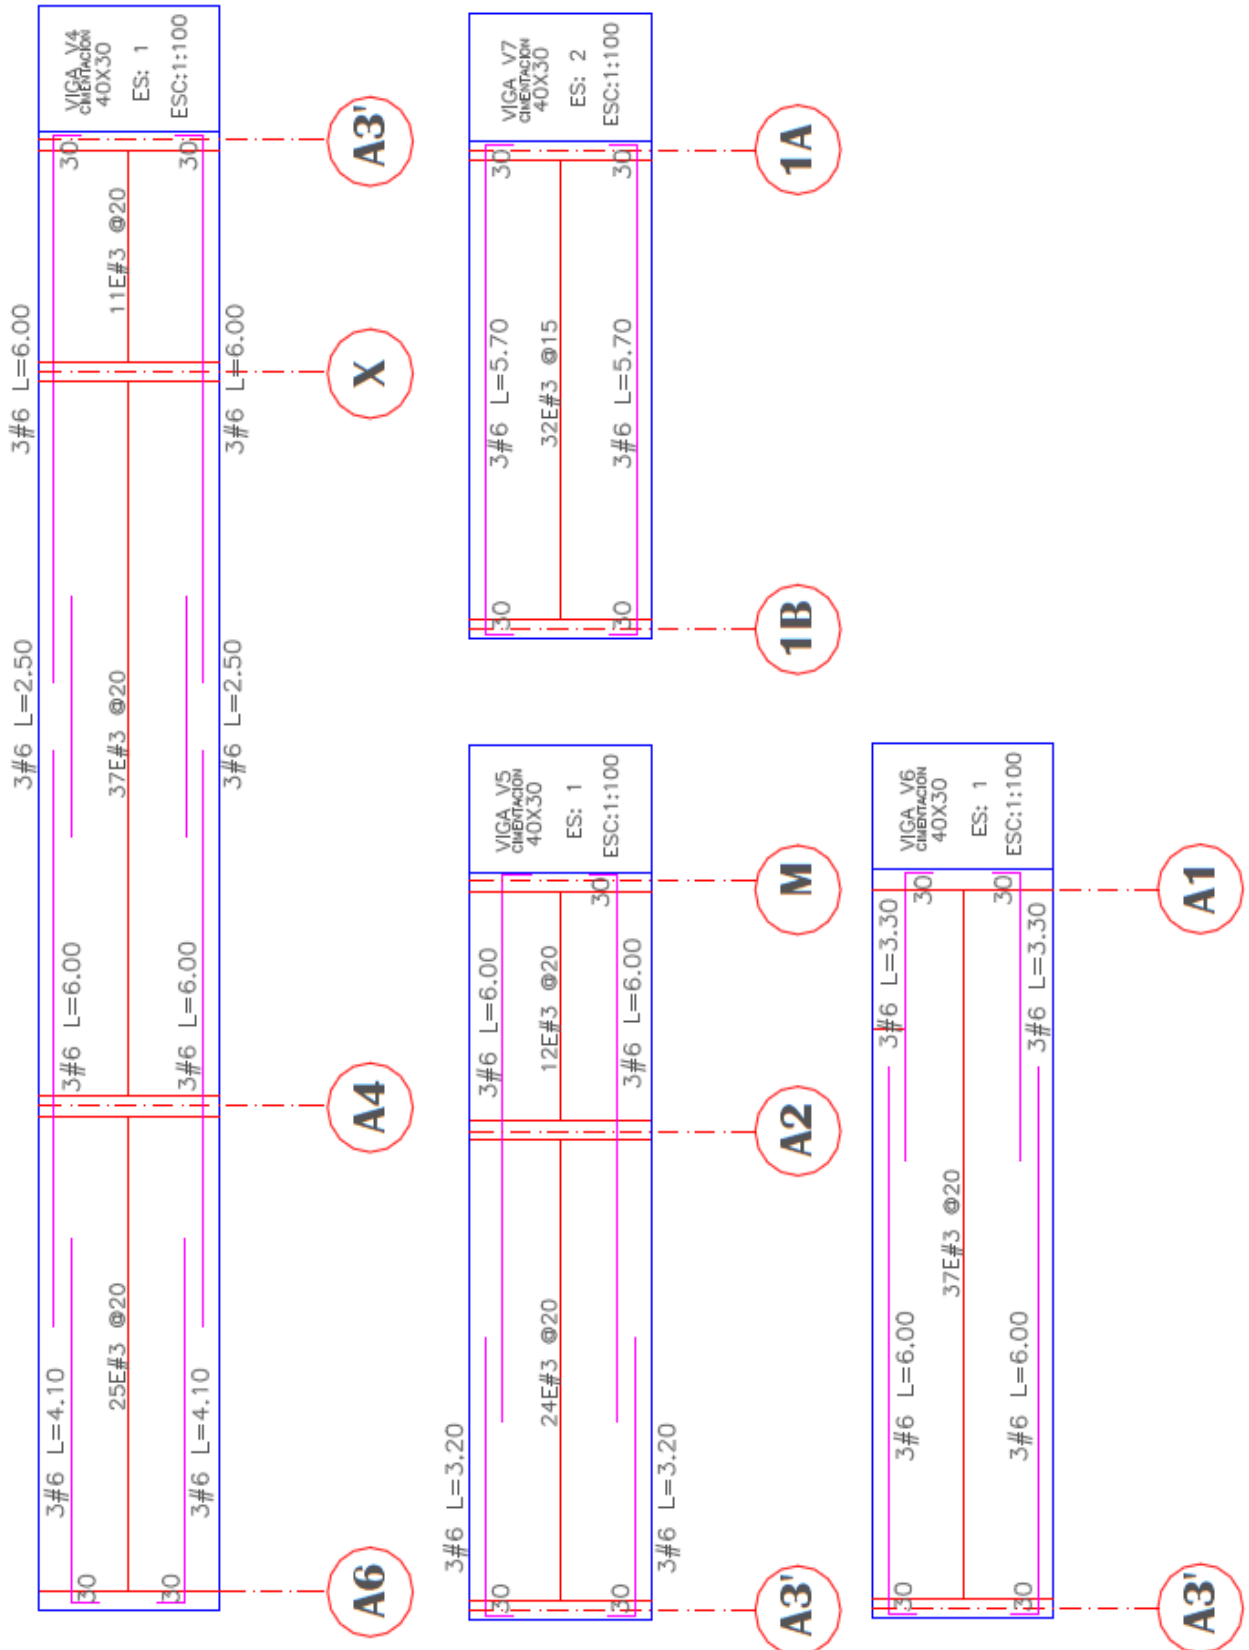 VIGA V4
CIMENTACIÓN
40X30
ES: 1
ESC:1:100
30
30
11E#3 @20
3#6 L=6.00
3#6 L=6.00
37E#3 @20
3#6 L=2.50
3#6 L=2.50
3#6 L=6.00
3#6 L=6.00
25E#3 @20
3#6 L=4.10
3#6 L=4.10
30
30
A3'
X
A4
A6
VIGA V7
CIMENTACIÓN
40X30
ES: 2
ESC:1:100
30
30
3#6 L=5.70
32E#3 @15
3#6 L=5.70
30
30
1A
1B
VIGA V5
CIMENTACIÓN
40X30
ES: 1
ESC:1:100
30
3#6 L=6.00
12E#3 @20
3#6 L=6.00
24E#3 @20
3#6 L=3.20
3#6 L=3.20
30
30
M
A2
A3'
VIGA V6
CIMENTACIÓN
40X30
ES: 1
ESC:1:100
30
30
3#6 L=3.30
3#6 L=3.30
37E#3 @20
3#6 L=6.00
3#6 L=6.00
30
30
A1
A3'